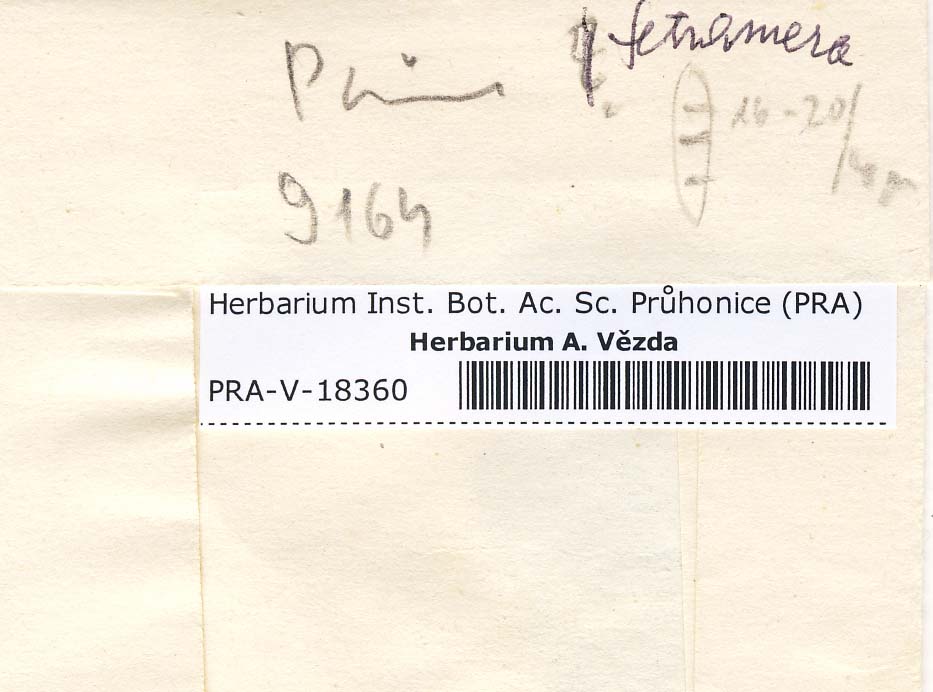 tetramera
16-20/
9164
Herbarium Inst. Bot. Ac. Sc. Průhonice (PRA)
Herbarium A. Vězda
PRA-V-18360